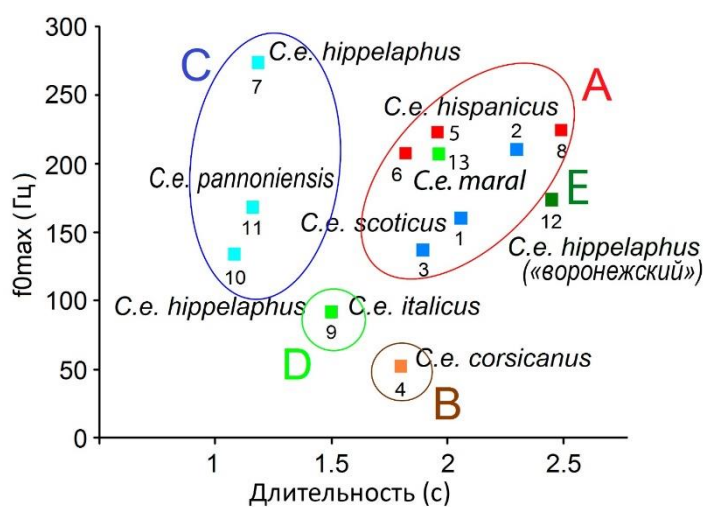 300
250
200
150
100
50
0
f0max (Гц)
1
1.5
2
2.5
Длительность (с)
C
C.e. hippelaphus
7
A
C.e. hispanicus
5
2
8
6
13
C.e. maral
E
C.e. pannoniensis
11
10
C.e. scoticus
1
3
12
C.e. hippelaphus
(«воронежский»)
C.e. hippelaphus
C.e. italicus
9
D
C.e. corsicanus
4
B